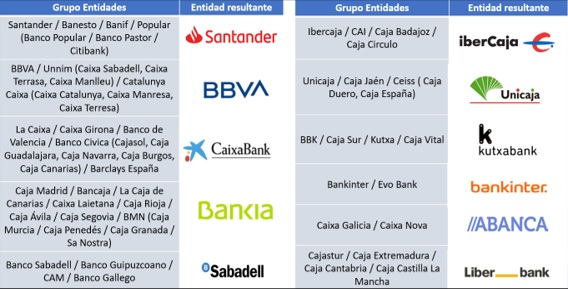 Grupo Entidades
Entidad resultante
Santander / Banesto / Banif / Popular
(Banco Popular / Banco Pastor /
Citibank)
Santander
BBVA / Unnim (Caixa Sabadell, Caixa
Terrasa, Caixa Manlleu) / Catalunya
Caixa (Caixa Catalunya, Caixa Manresa,
Caixa Terresa)
BBVA
La Caixa / Caixa Girona / Banco de
Valencia / Banco Civica (Cajasol, Caja
Guadalajara, Caja Navarra, Caja Burgos,
Caja Canarias) / Barclays España
CaixaBank
Caja Madrid / Bancaja / La Caja de
Canarias / Caixa Laietana / Caja Rioja /
Caja Ávila / Caja Segovia / BMN (Caja
Murcia / Caja Penedés / Caja Granada /
Sa Nostra)
Bankia
Banco Sabadell / Banco Guipuzcoano /
CAM / Banco Gallego
B Sabadell
Grupo Entidades
Entidad resultante
Ibercaja / CAI / Caja Badajoz /
Caja Circulo
iberCaja
Unicaja / Caja Jaén / Ceiss ( Caja
Duero, Caja España)
Unicaja
BBK / Caja Sur / Kutxa / Caja Vital
k
kutxabank
Bankinter / Evo Bank
bankinter.
Caixa Galicia / Caixa Nova
//ABANCA
Cajastur / Caja Extremadura /
Caja Cantabria / Caja Castilla La
Mancha
Liber__bank